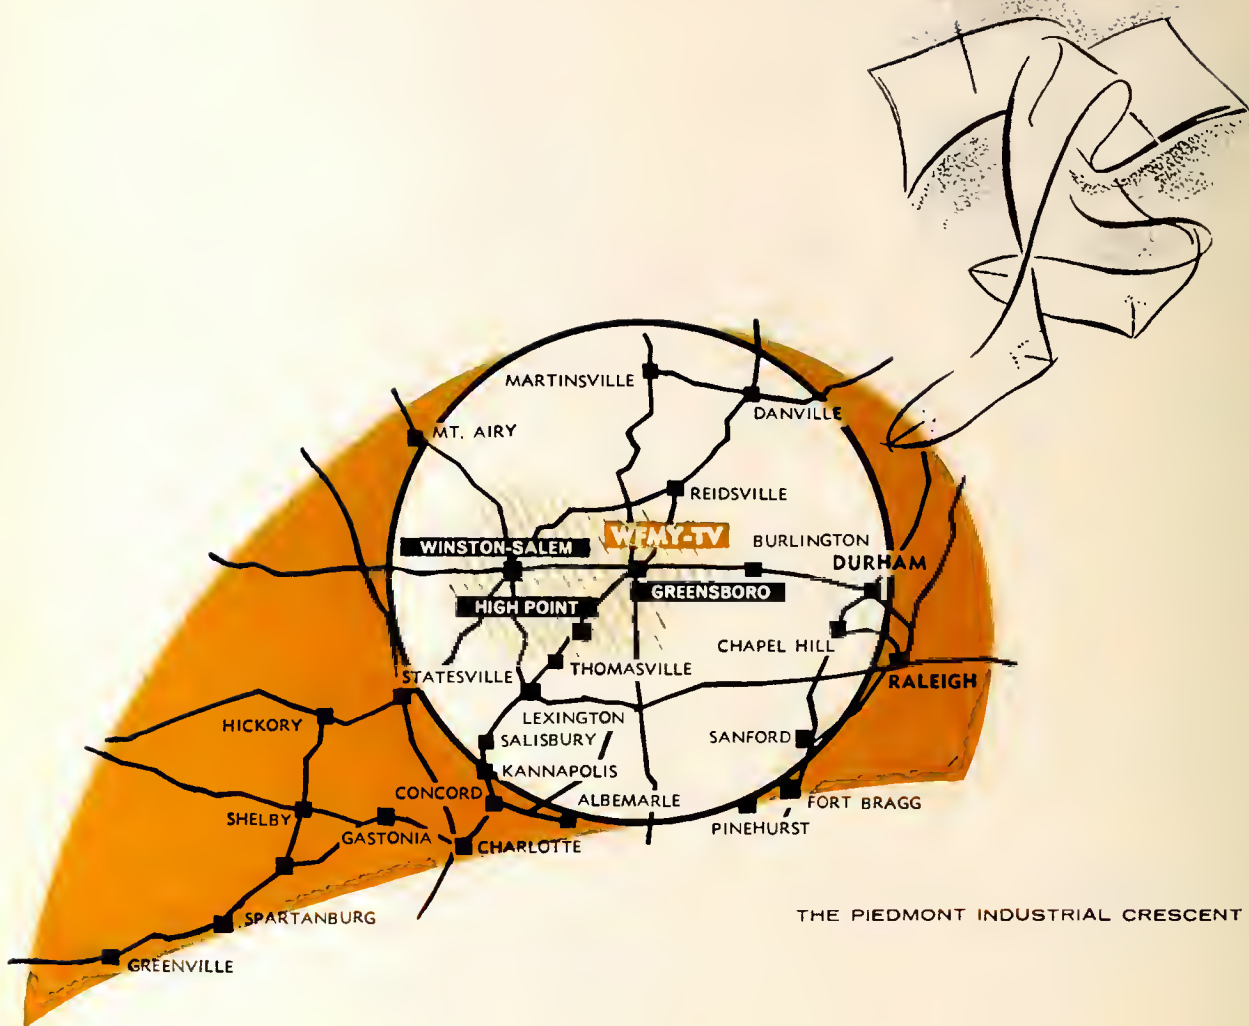 MARTINSVILLE
DANVILLE
MT. AIRY
REIDSVILLE
WFMY-TV
BURLINGTON
WINSTON-SALEM
DURHAM
GREENSBORO
HIGH POINT
CHAPEL HILL
THOMASVILLE
STATESVILLE
RALEIGH
LEXINGTON
HICKORY
SALISBURY
SANFORD
KANNAPOLIS
CONCORD
ALBEMARLE
FORT BRAGG
SHELBY
PINEHURST
GASTONIA
CHARLOTTE
THE PIEDMONT INDUSTRIAL CRESCENT
SPARTANBURG
GREENVILLE